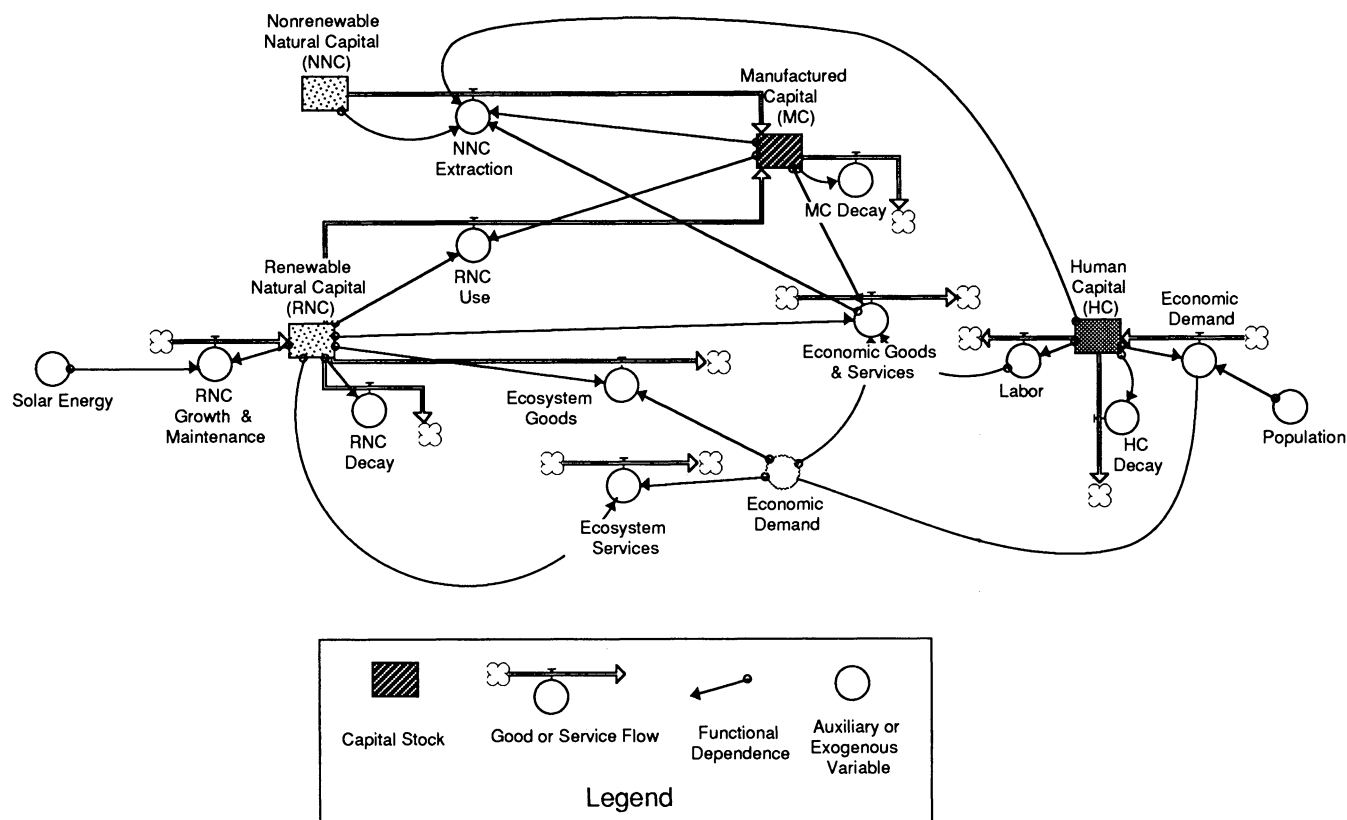 Nonrenewable
Natural Capital
(NNC)
Manufactured
Capital
(MC)
NNC
Extraction
MC Decay
Renewable
Natural Capital
(RNC)
RNC
Use
Human
Capital
(HC)
Economic
Demand
Solar Energy
RNC
Growth &
Maintenance
RNC
Decay
Ecosystem
Goods
Economic Goods
& Services
Labor
HC
Decay
Population
Ecosystem
Services
Economic
Demand
Capital Stock
Good or Service Flow
Functional
Dependence
Auxiliary or
Exogenous
Variable
Legend